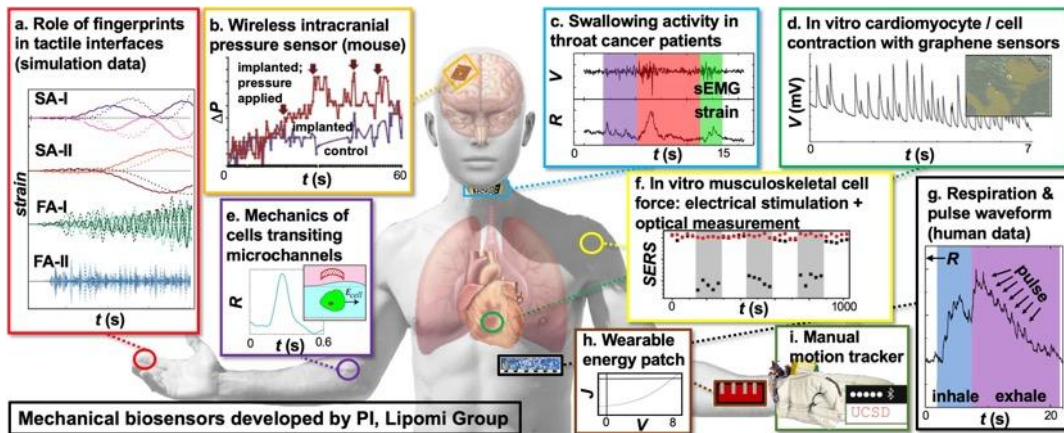 a. Role of fingerprints
in tactile interfaces
(simulation data)
SA-I
SA-II
FA-I
FA-II
strain
t (s)
b. Wireless intracranial
pressure sensor (mouse)
implanted;
pressure
applied
implanted
control
ΔP
0
t (s)
60
c. Swallowing activity in
throat cancer patients
V
sEMG
R
strain
0
t (s)
15
d. In vitro cardiomyocyte / cell
contraction with graphene sensors
V (mV)
0
t (s)
7
e. Mechanics of
cells transiting
microchannels
R
Ecell
0
t (s)
0.6
f. In vitro musculoskeletal cell
force: electrical stimulation +
optical measurement
SERS
0
t (s)
1000
g. Respiration &
pulse waveform
(human data)
R
pulse
inhale
exhale
0
t (s)
20
h. Wearable
energy patch
J
0
V
8
i. Manual
motion tracker
UCSD
Mechanical biosensors developed by PI, Lipomi Group